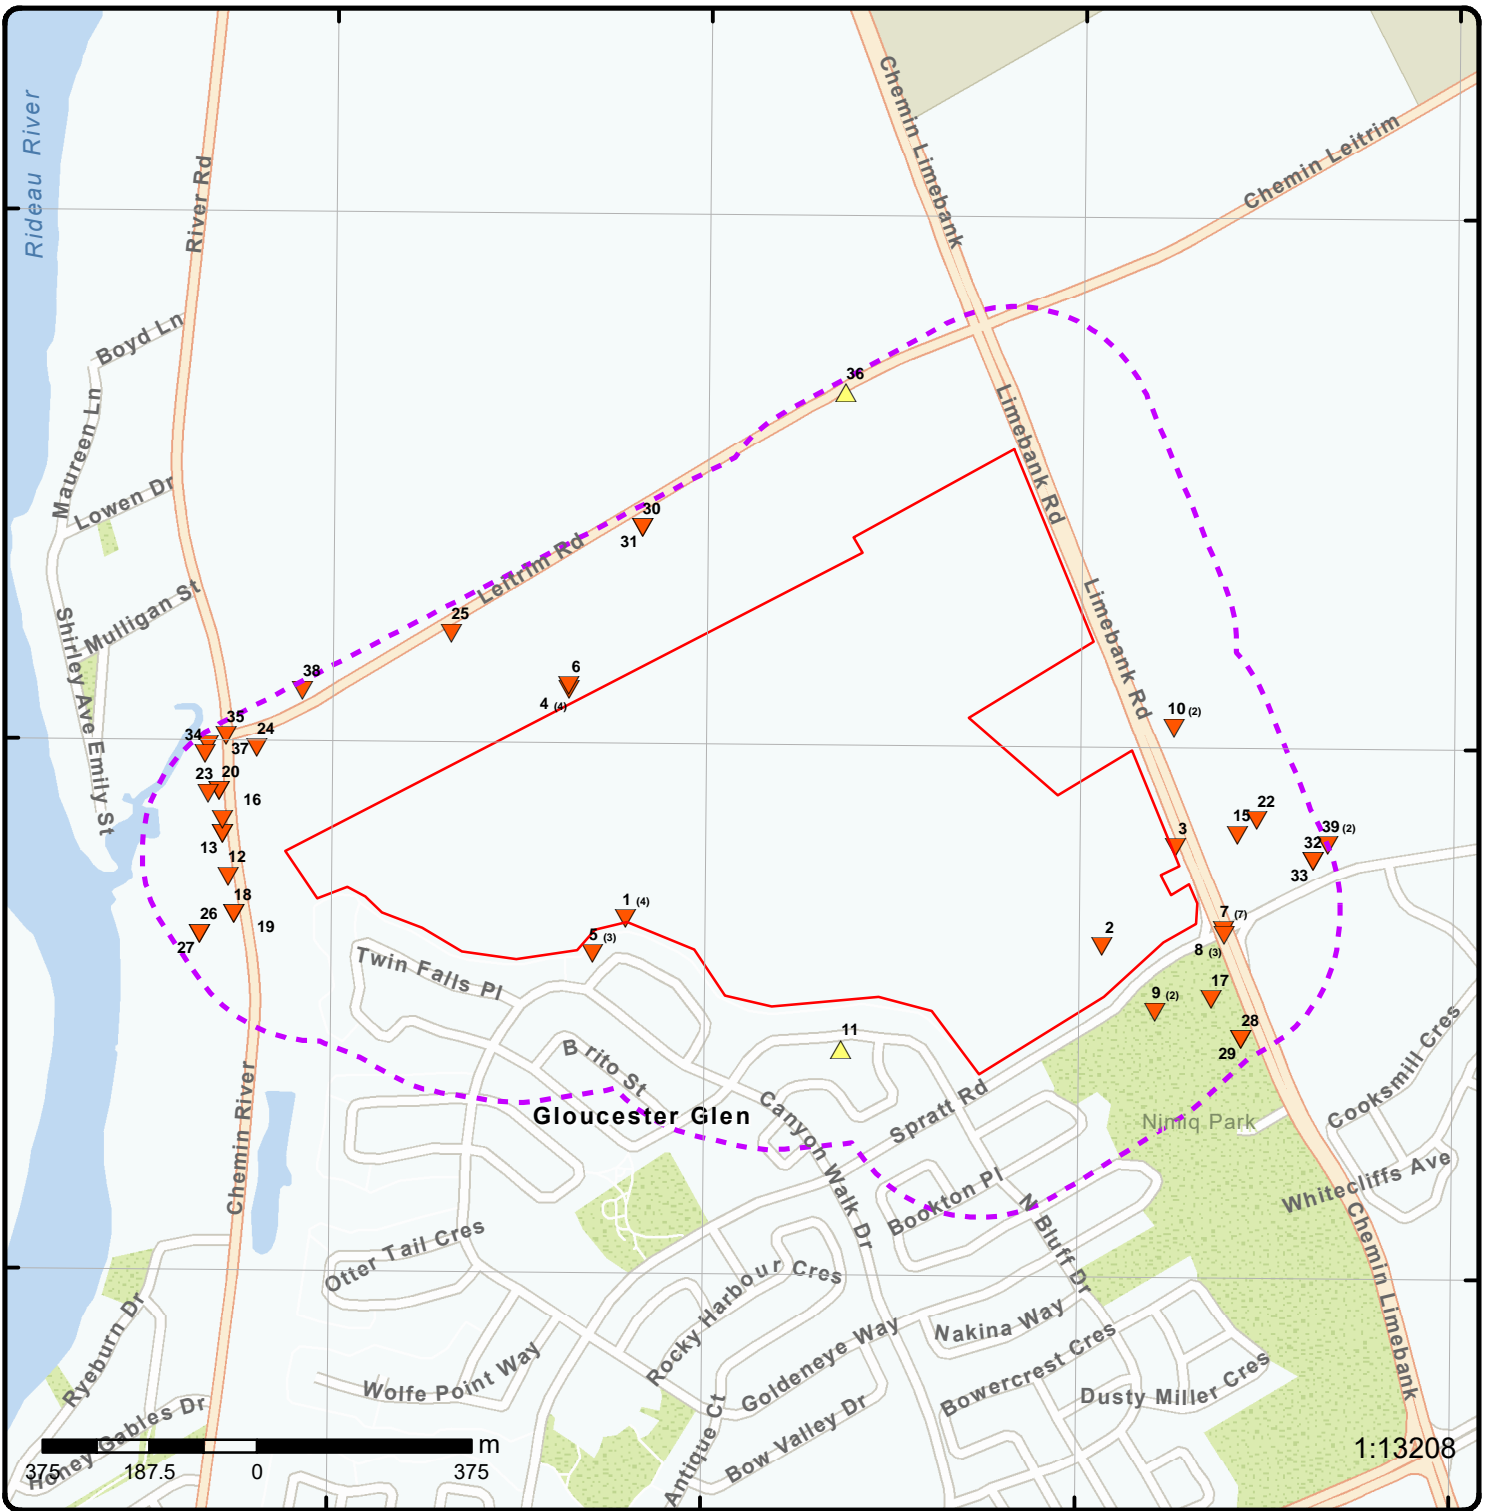 Rideau River
River Rd
Chemin Limebank
Chemin Leitrim
Boyd Ln
Maureen Ln
Lowen Dr
Mulligan St
Shirley Ave
Emily St
Leitrim Rd
Limebank Rd
Limebank Rd
36
30
31
25
6
4 (4)
38
35
34
37
24
10 (2)
23
20
16
13
12
18
19
26
27
22
15
3
39 (2)
32
33
1 (4)
5 (3)
2
7 (7)
8 (3)
9 (2)
17
28
29
11
Twin Falls Pl
Brito St
Gloucester Glen
Canyon Walk Dr
Spratt Rd
Nimiq Park
Cooksmill Cres
Whitecliffs Ave
Chemin River
Bookton Pl
N Bluff Dr
Chemin Limebank
Otter Tail Cres
Rocky Harbour Cres
Goldeneye Way
Nakina Way
Bowercrest Cres
Dusty Miller Cres
Wolfe Point Way
Ryeburn Dr
Honey Gables Dr
Antique Ct
Bow Valley Dr
m
375 187.5 0 375
1:13208